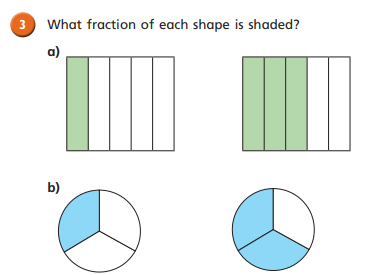 3 What fraction of each shape is shaded?
a)
b)